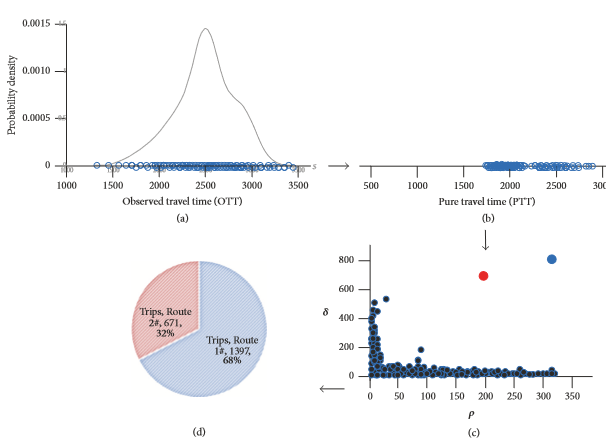 0.0015
0.0010
0.0005
0
Probability density
1000 1500 2000 2500 3000 3500
s
Observed travel time (OTT)
(a)
500 1000 1500 2000 2500 3000
Pure travel time (PTT)
(b)
Trips, Route
2#, 671,
32%
Trips, Route
1#, 1397,
68%
(d)
800
600
400
200
0
δ
0 50 100 150 200 250 300 350
ρ
(c)